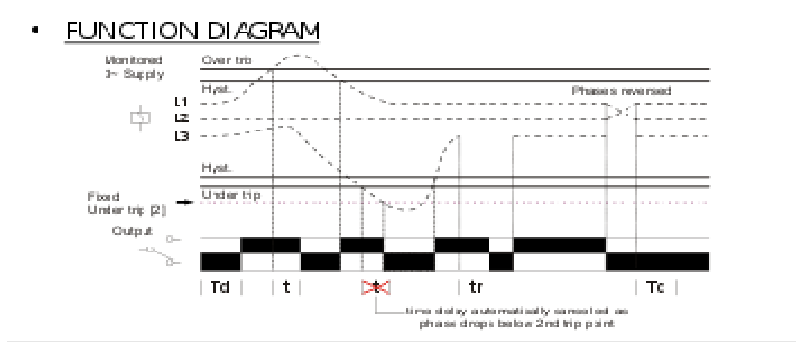 • FUNCTION DIAGRAM
Monitored
3~ Supply
Over trip
Hyst.
Phases reversed
L1
L2
L3
Hyst.
Under trip
Fixed
Under trip [2]
Output
Td
t
t
tr
Tc
time delay automatically cancelled as
phase drops below 2nd trip point